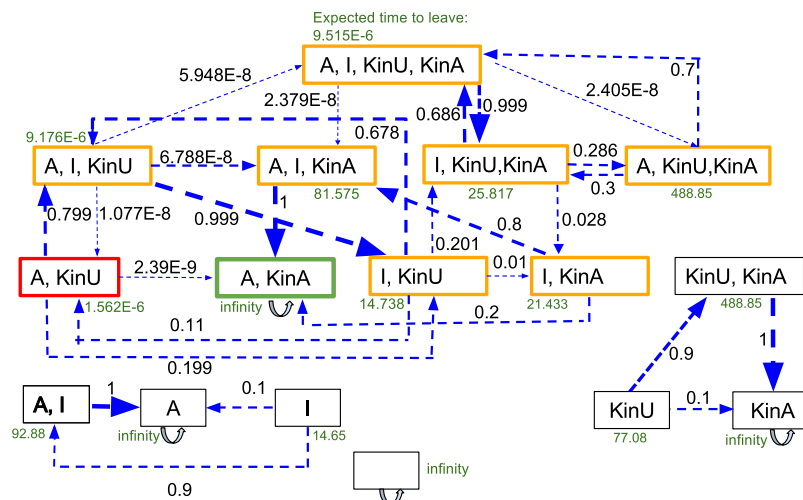 Expected time to leave:
9.515E-6
A, I, KinU, KinA
0.7
5.948E-8
2.379E-8
2.405E-8
0.686
0.999
0.678
9.176E-6
A, I, KinU
6.788E-8
A, I, KinA
81.575
I, KinU,KinA
25.817
0.286
0.3
A, KinU,KinA
488.85
0.799
1.077E-8
0.999
1
0.201
0.8
0.028
A, KinU
1.562E-6
2.39E-9
A, KinA
infinity
I, KinU
14.738
0.01
I, KinA
21.433
KinU, KinA
488.85
0.11
0.2
0.199
0.9
1
A, I
92.88
1
A
infinity
0.1
I
14.65
0.9
KinU
77.08
0.1
KinA
infinity
infinity